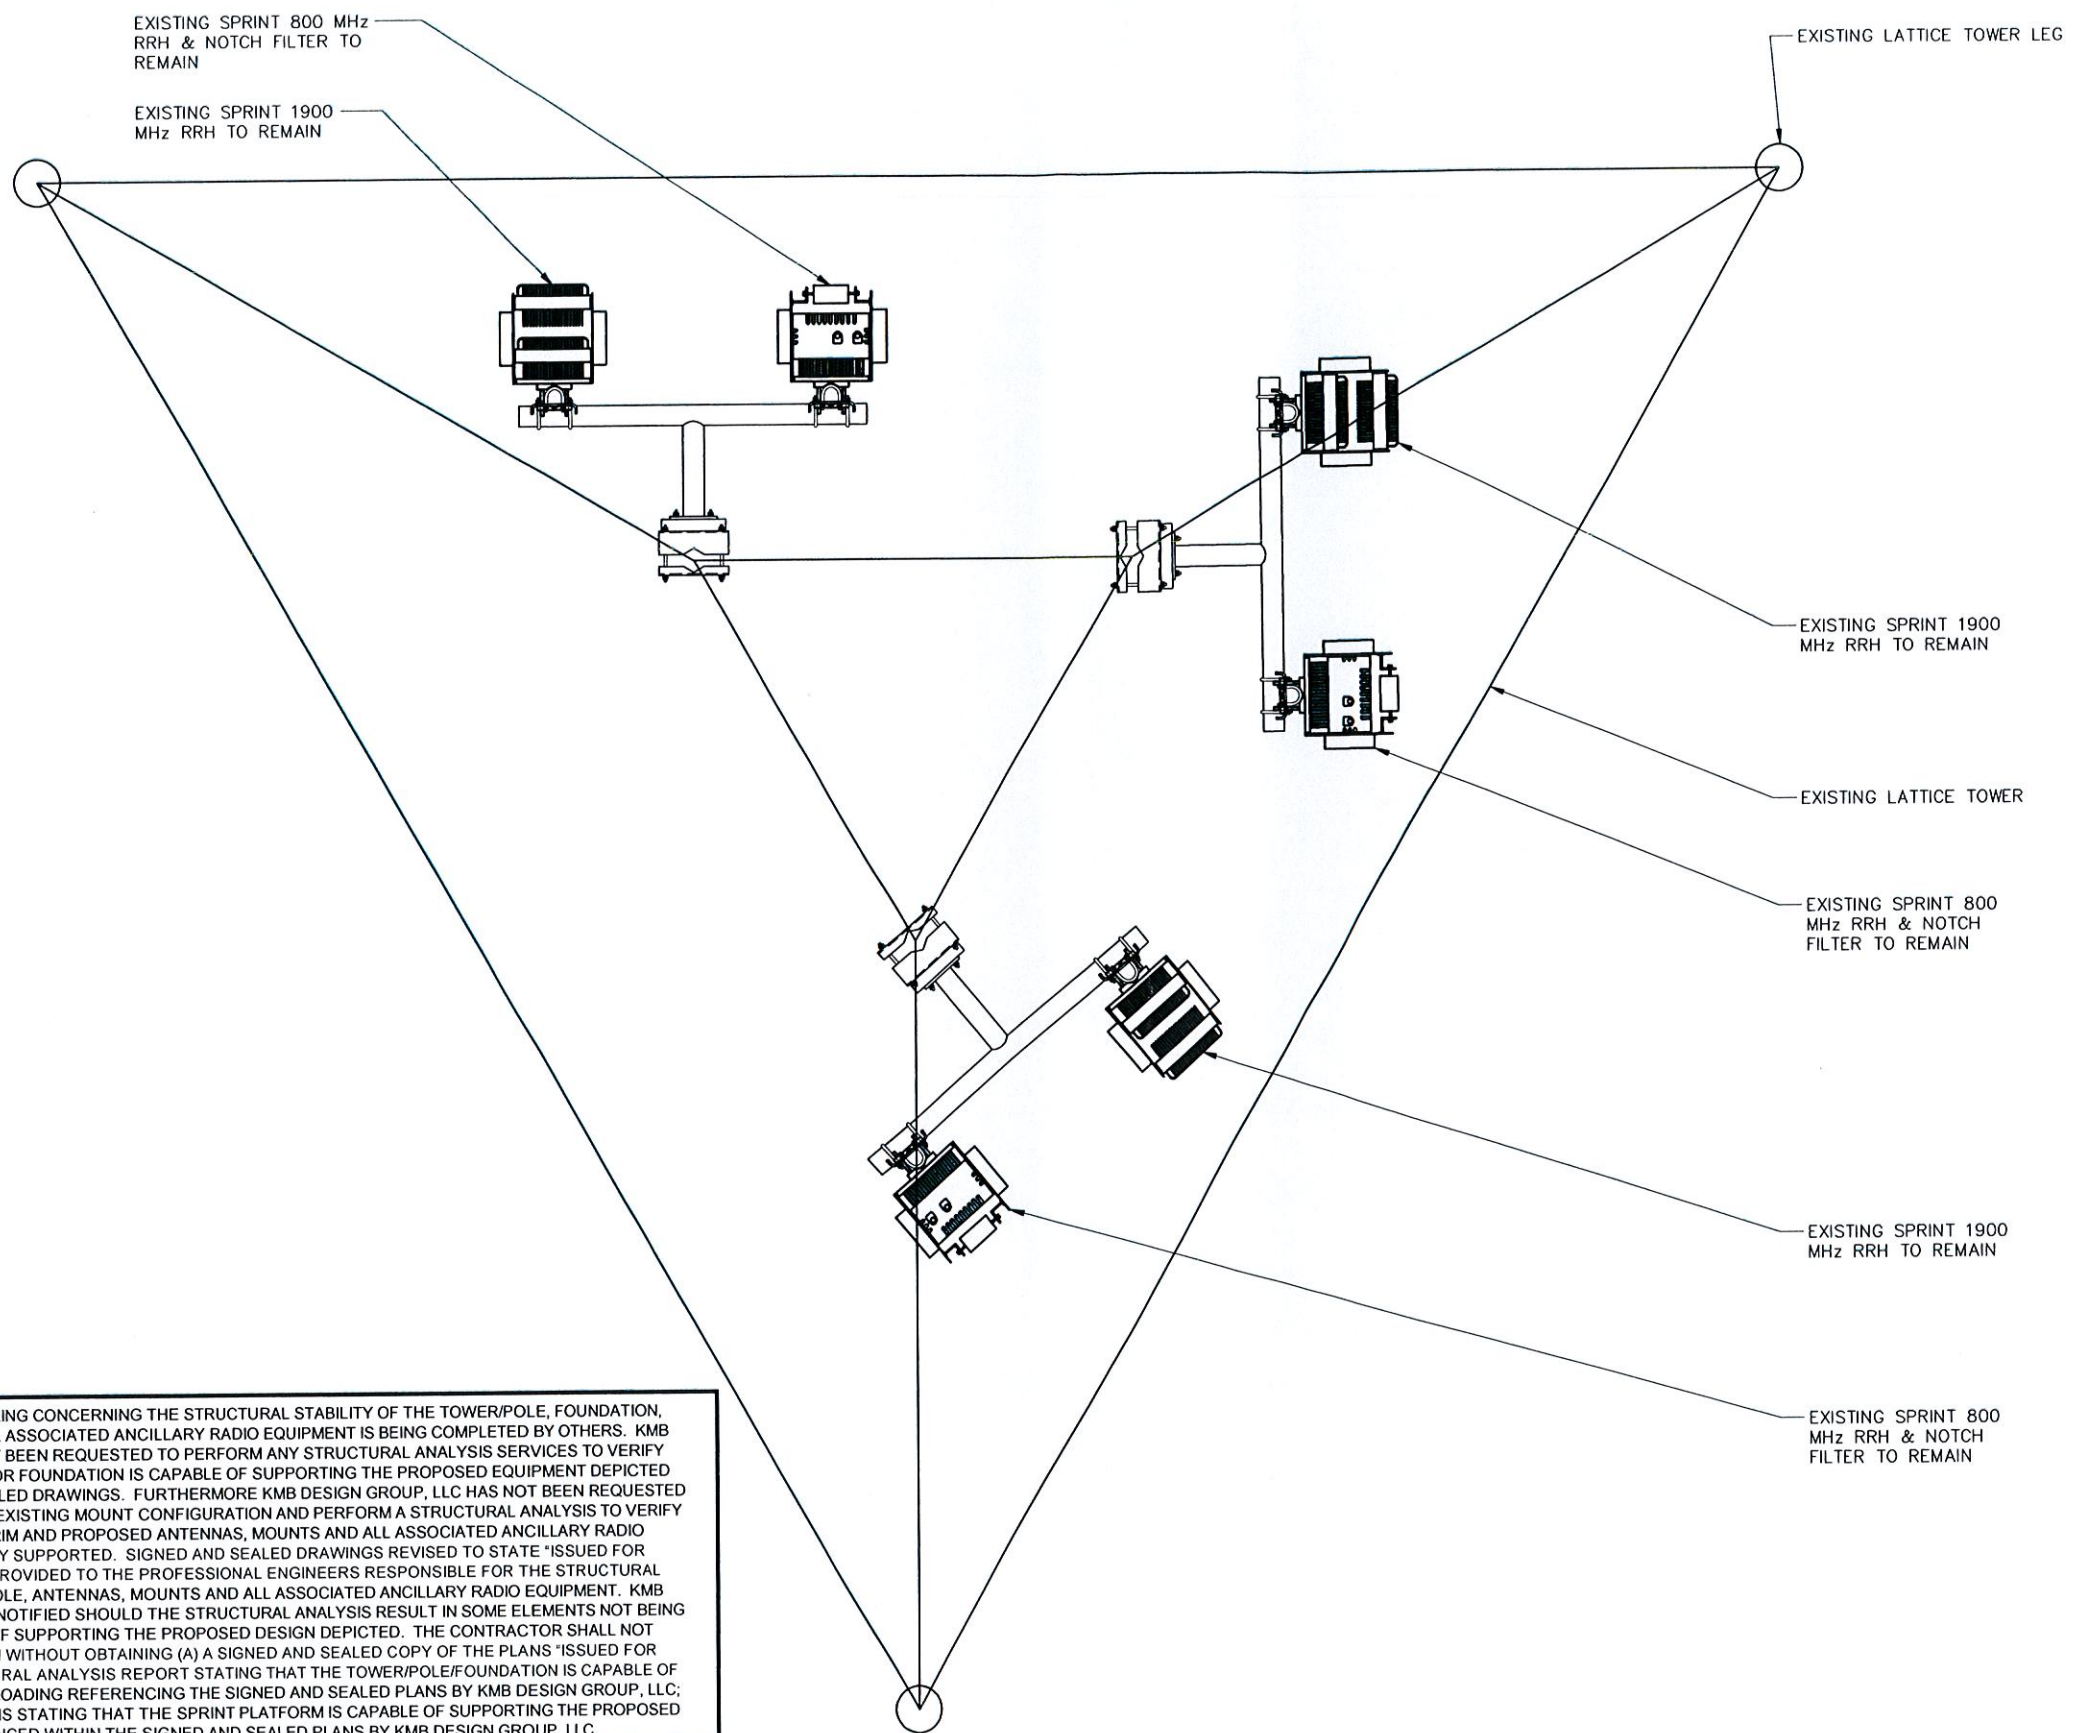 EXISTING SPRINT 800 MHz
RRH & NOTCH FILTER TO
REMAIN
EXISTING LATTICE TOWER LEG
EXISTING SPRINT 1900
MHz RRH TO REMAIN
EXISTING SPRINT 1900
MHz RRH TO REMAIN
EXISTING LATTICE TOWER
EXISTING SPRINT 800
MHz RRH & NOTCH
FILTER TO REMAIN
EXISTING SPRINT 1900
MHz RRH TO REMAIN
EXISTING SPRINT 800
MHz RRH & NOTCH
FILTER TO REMAIN
CONCERNING THE STRUCTURAL STABILITY OF THE TOWER/POLE, FOUNDATION,
ASSOCIATED ANCILLARY RADIO EQUIPMENT IS BEING COMPLETED BY OTHERS. KMB
BEEN REQUESTED TO PERFORM ANY STRUCTURAL ANALYSIS SERVICES TO VERIFY
OR FOUNDATION IS CAPABLE OF SUPPORTING THE PROPOSED EQUIPMENT DEPICTED
LED DRAWINGS. FURTHERMORE KMB DESIGN GROUP, LLC HAS NOT BEEN REQUESTED
EXISTING MOUNT CONFIGURATION AND PERFORM A STRUCTURAL ANALYSIS TO VERIFY
IM AND PROPOSED ANTENNAS, MOUNTS AND ALL ASSOCIATED ANCILLARY RADIO
Y SUPPORTED. SIGNED AND SEALED DRAWINGS REVISED TO STATE "ISSUED FOR
ROVIDED TO THE PROFESSIONAL ENGINEERS RESPONSIBLE FOR THE STRUCTURAL
OLE, ANTENNAS, MOUNTS AND ALL ASSOCIATED ANCILLARY RADIO EQUIPMENT. KMB
NOTIFIED SHOULD THE STRUCTURAL ANALYSIS RESULT IN SOME ELEMENTS NOT BEING
F SUPPORTING THE PROPOSED DESIGN DEPICTED. THE CONTRACTOR SHALL NOT
WITHOUT OBTAINING (A) A SIGNED AND SEALED COPY OF THE PLANS "ISSUED FOR
RAL ANALYSIS REPORT STATING THAT THE TOWER/POLE/FOUNDATION IS CAPABLE OF
OADING REFERENCING THE SIGNED AND SEALED PLANS BY KMB DESIGN GROUP, LLC;
IS STATING THAT THE SPRINT PLATFORM IS CAPABLE OF SUPPORTING THE PROPOSED
WITHIN THE SIGNED AND SEALED PLANS BY KMB DESIGN GROUP, LLC